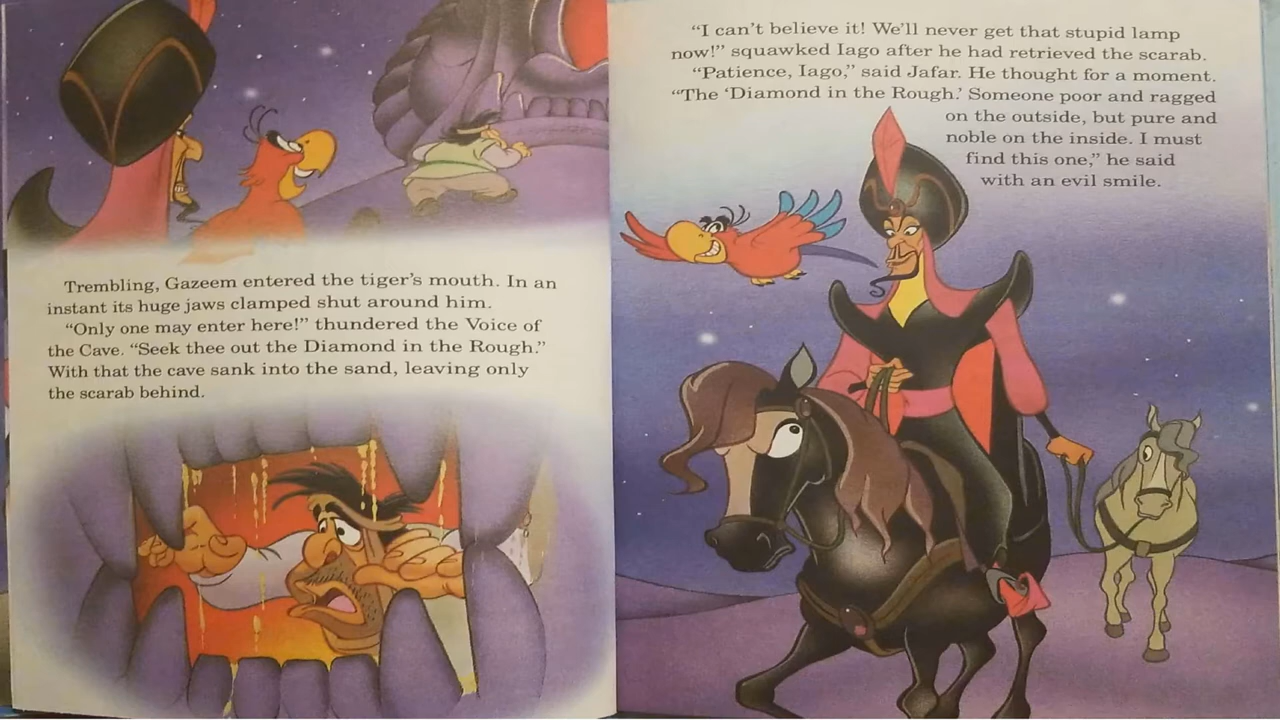 Trembling, Gazeem entered the tiger's mouth. In an
instant its huge jaws clamped shut around him.
"Only one may enter here!" thundered the Voice of
the Cave. "Seek thee out the Diamond in the Rough."
With that the cave sank into the sand, leaving only
the scarab behind.
"I can't believe it! We'll never get that stupid lamp
now!" squawked Iago after he had retrieved the scarab.
"Patience, Iago," said Jafar. He thought for a moment.
"The 'Diamond in the Rough.' Someone poor and ragged
on the outside, but pure and
noble on the inside. I must
find this one," he said
with an evil smile.